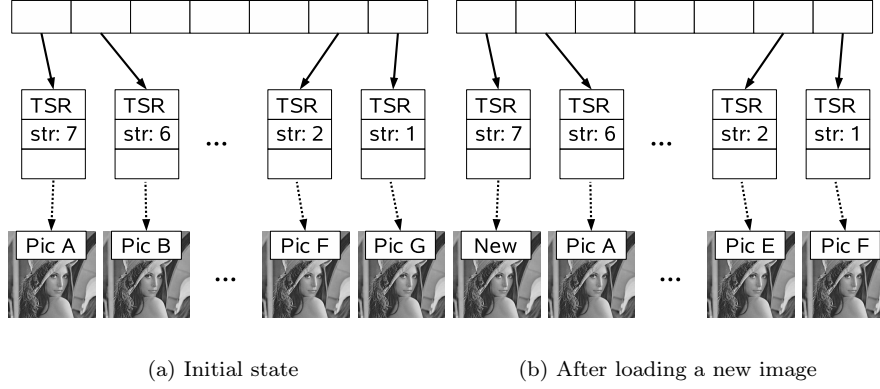 TSR TSR TSR TSR TSR TSR TSR TSR
str: 7 str: 6 ... str: 2 str: 1 str: 7 str: 6 ... str: 2 str: 1
Pic A Pic B ... Pic F Pic G New Pic A ... Pic E Pic F
(a) Initial state (b) After loading a new image